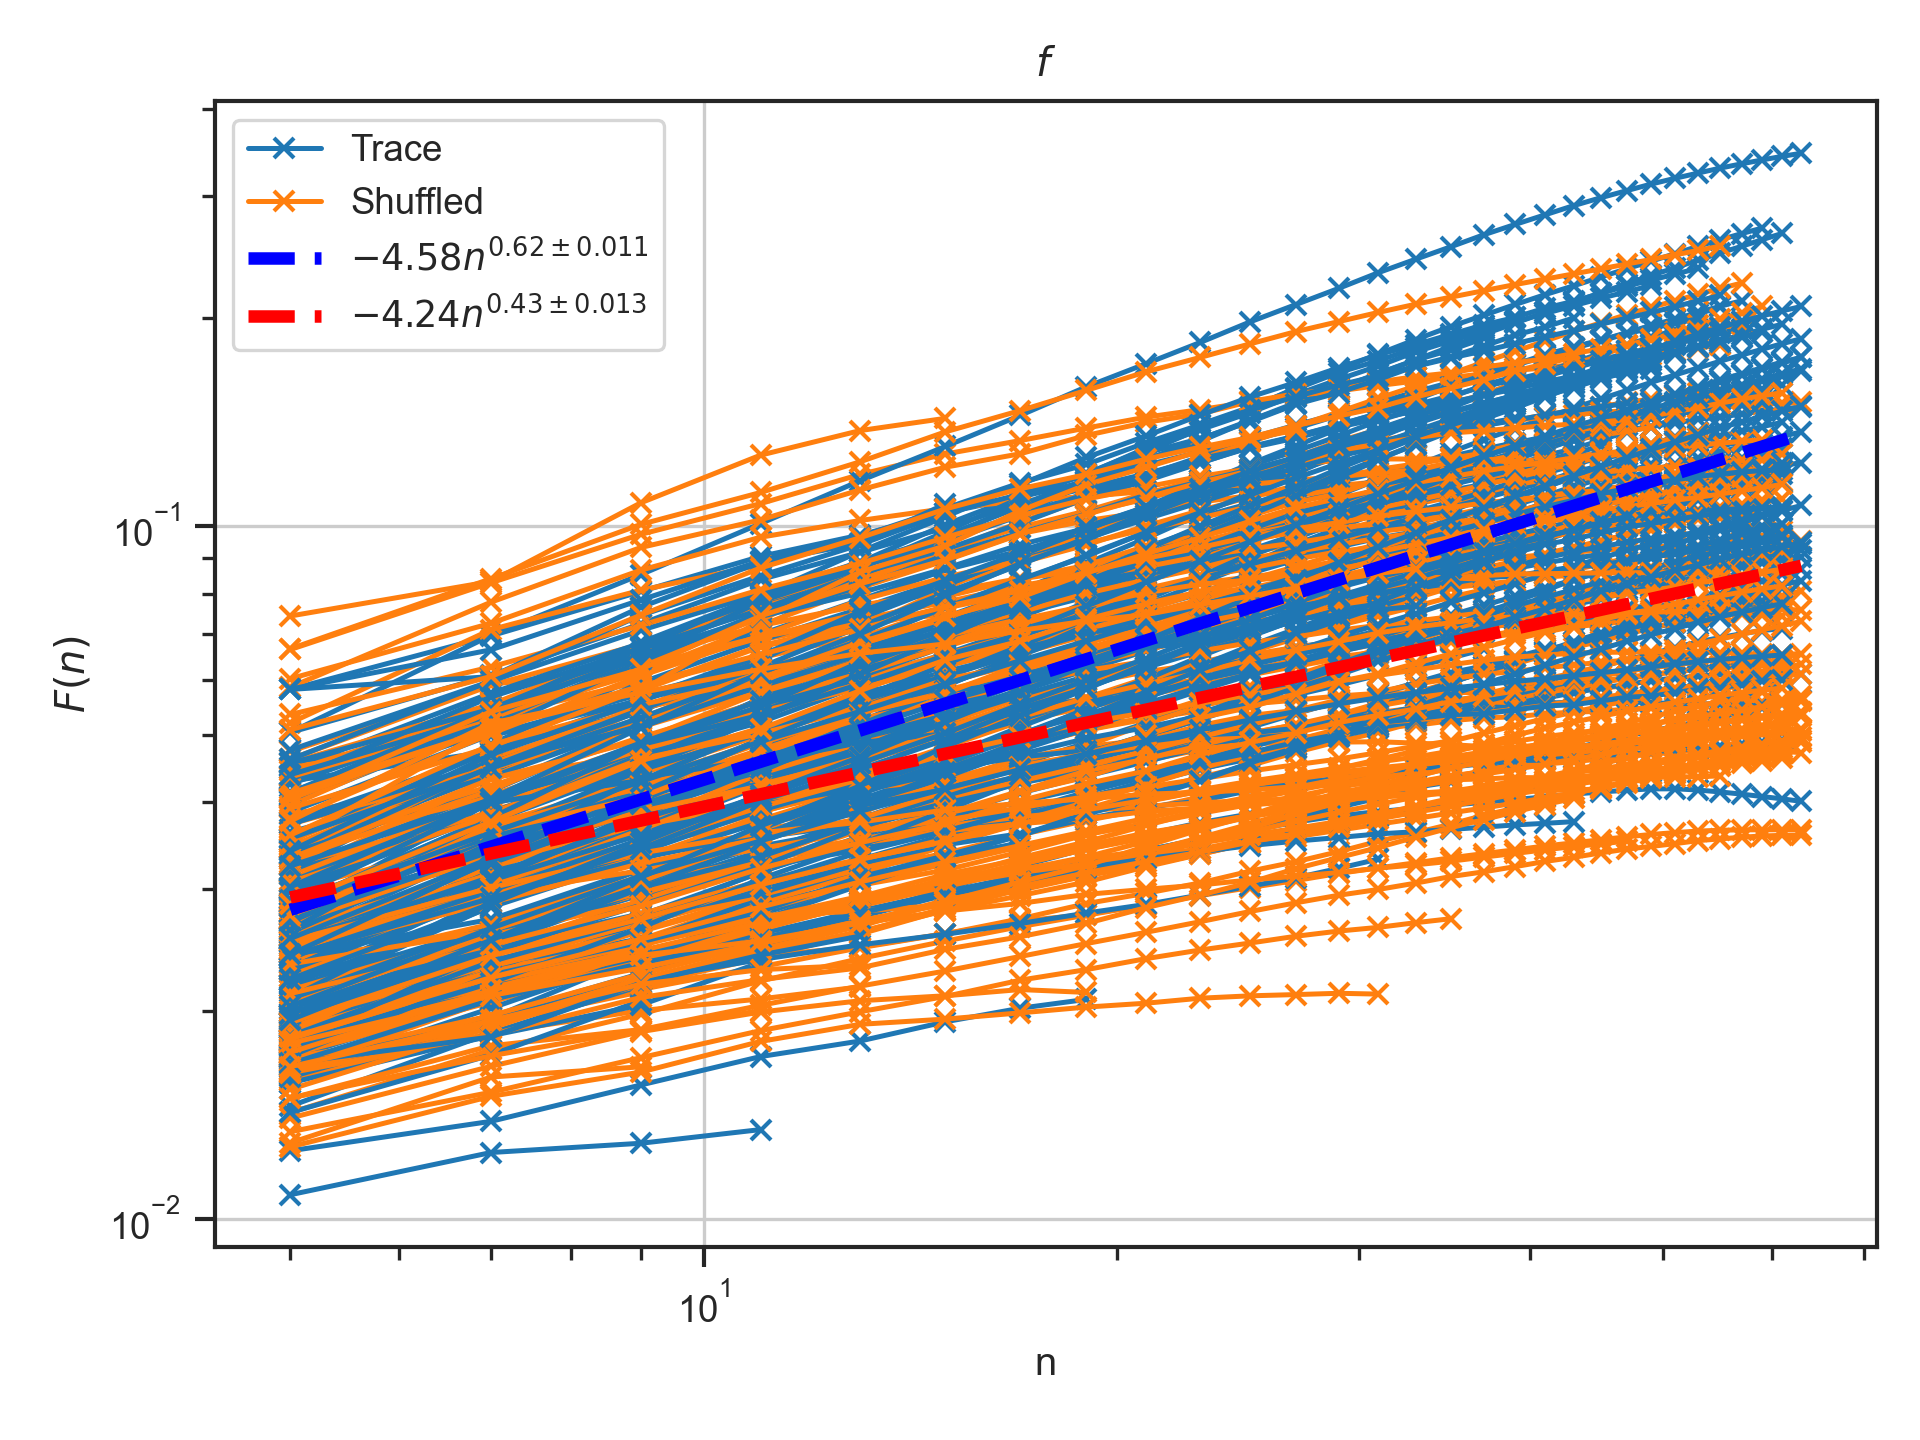 f
Trace
Shuffled
−4.58n^{0.62±0.011}
−4.24n^{0.43±0.013}
F(n)
10^{−1}
10^{−2}
10^{1}
n